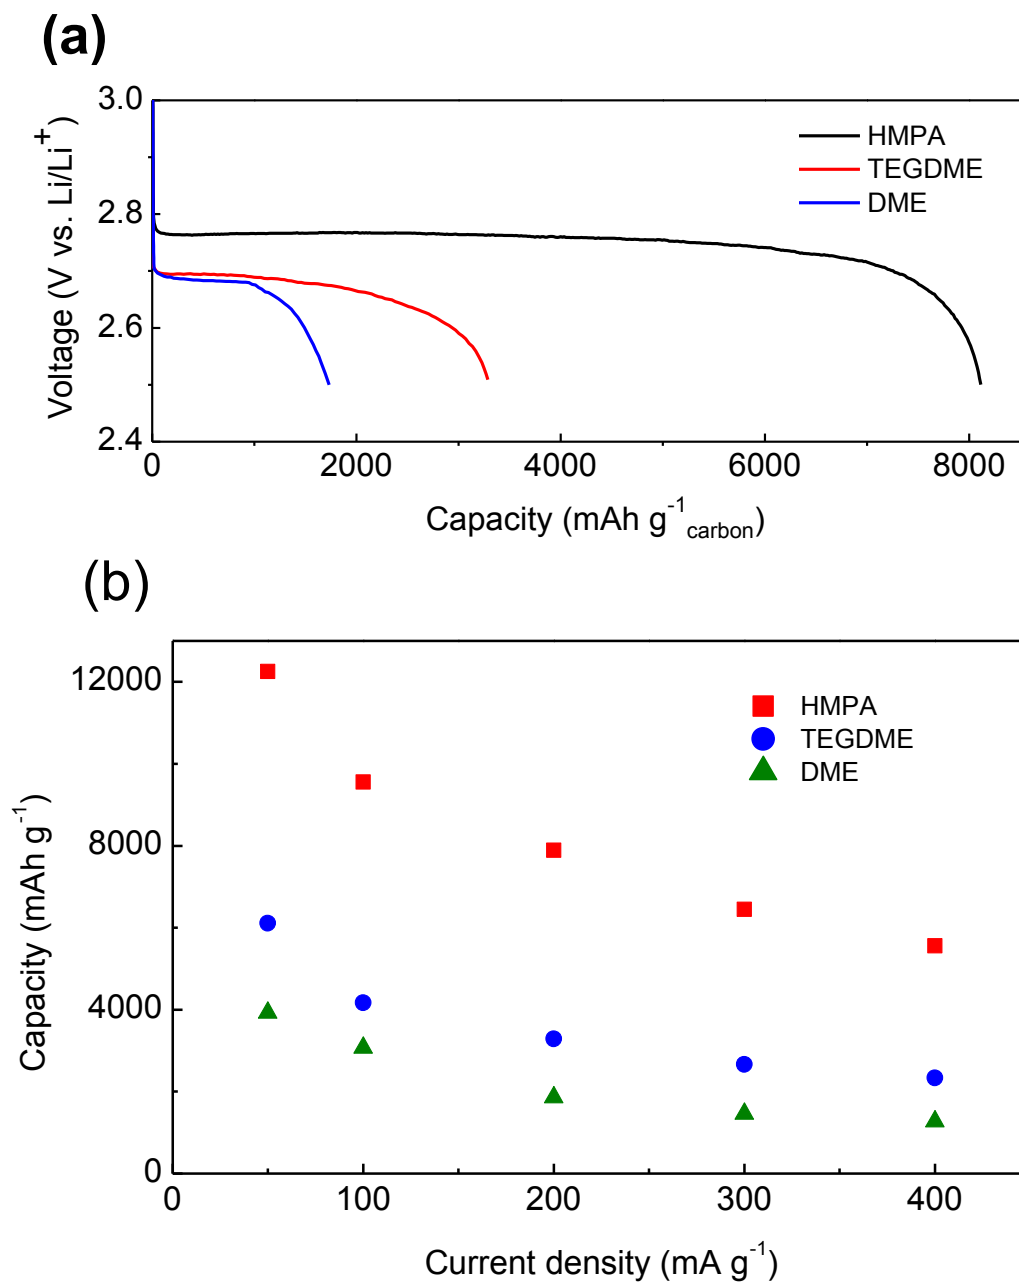 (a)
3.0
2.8
2.6
2.4
Voltage (V vs. Li/Li⁺)
HMPA
TEGDME
DME
0 2000 4000 6000 8000
Capacity (mAh g⁻¹carbon)
(b)
12000
8000
4000
0
Capacity (mAh g⁻¹)
HMPA
TEGDME
DME
0 100 200 300 400
Current density (mA g⁻¹)